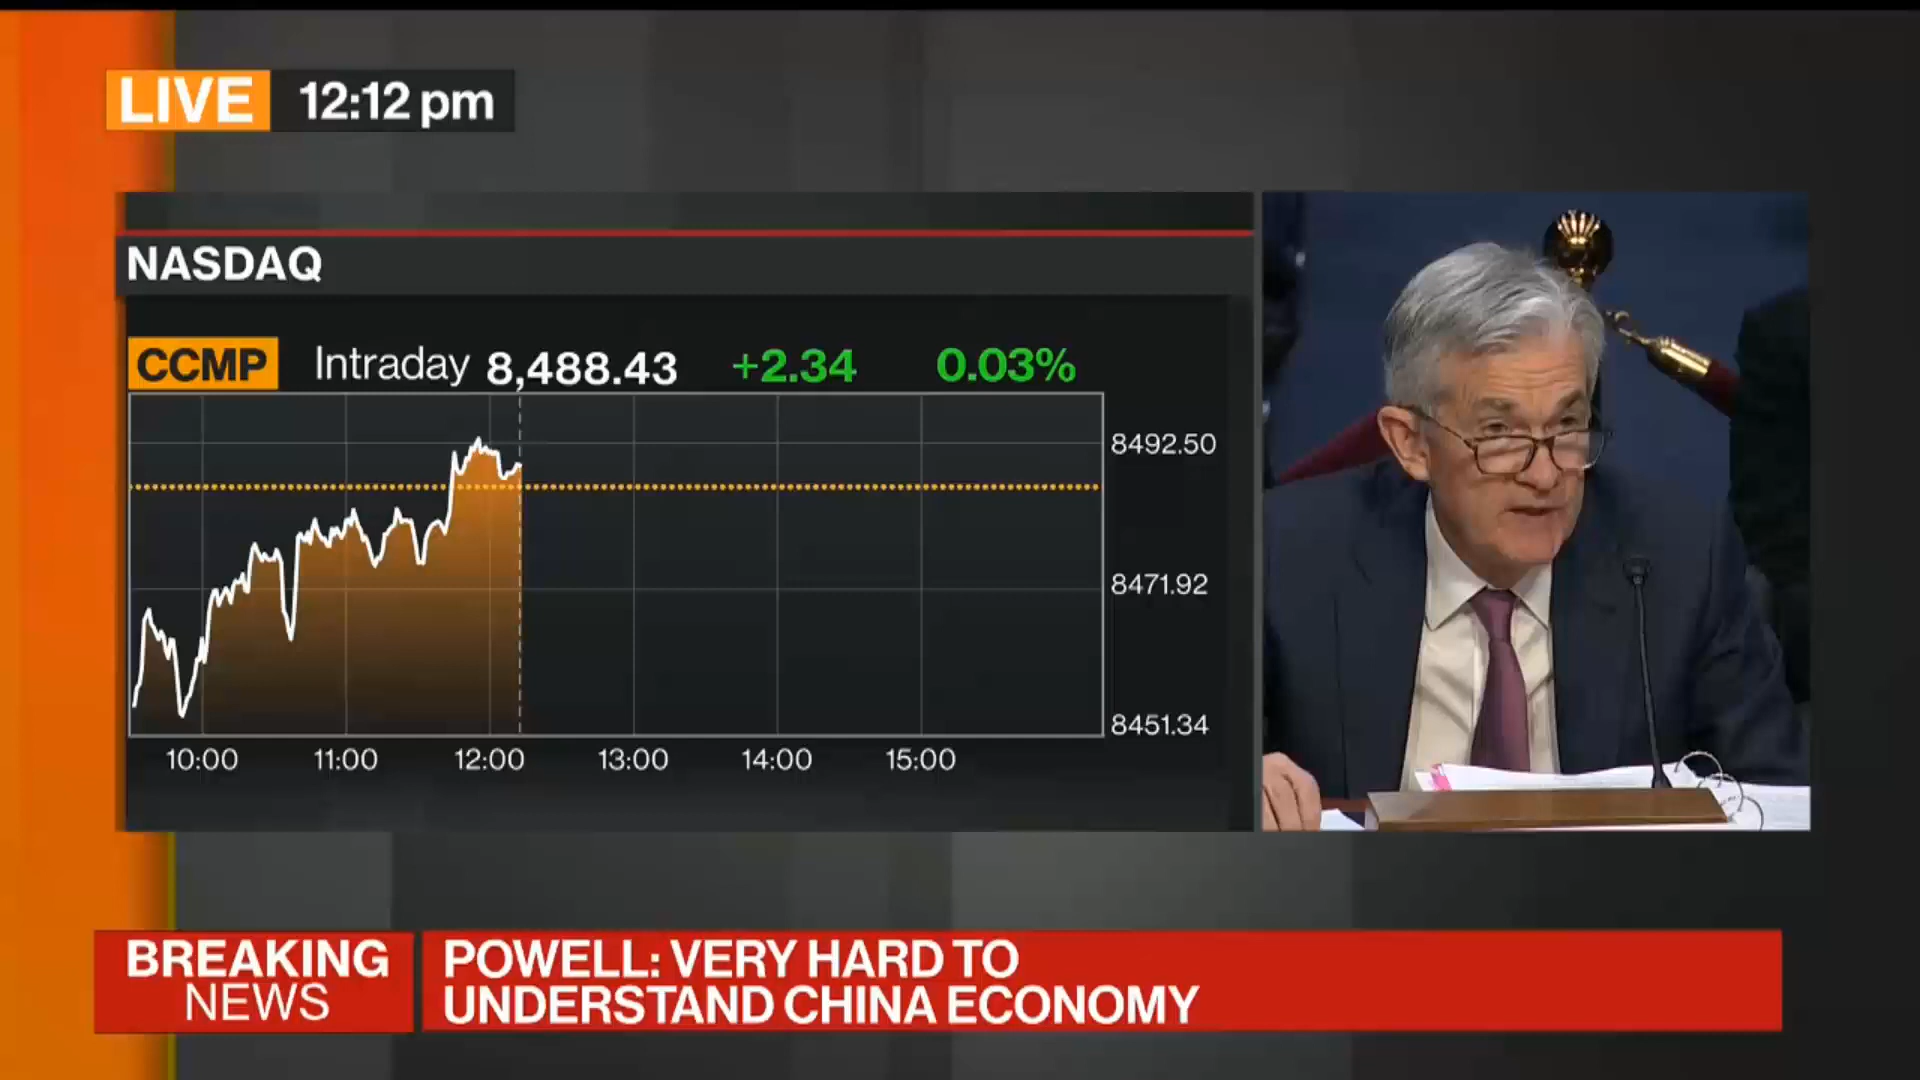 LIVE 12:12 pm
NASDAQ
CCMP Intraday 8,488.43 +2.34 0.03%
8492.50
8471.92
8451.34
10:00 11:00 12:00 13:00 14:00 15:00
BREAKING
NEWS
POWELL: VERY HARD TO
UNDERSTAND CHINA ECONOMY